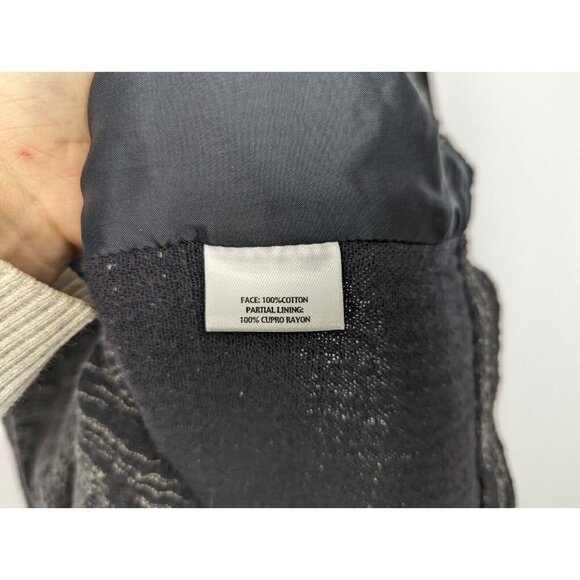 FACE: 100%COTTON
PARTIAL LINING:
100% CUPRO RAYON